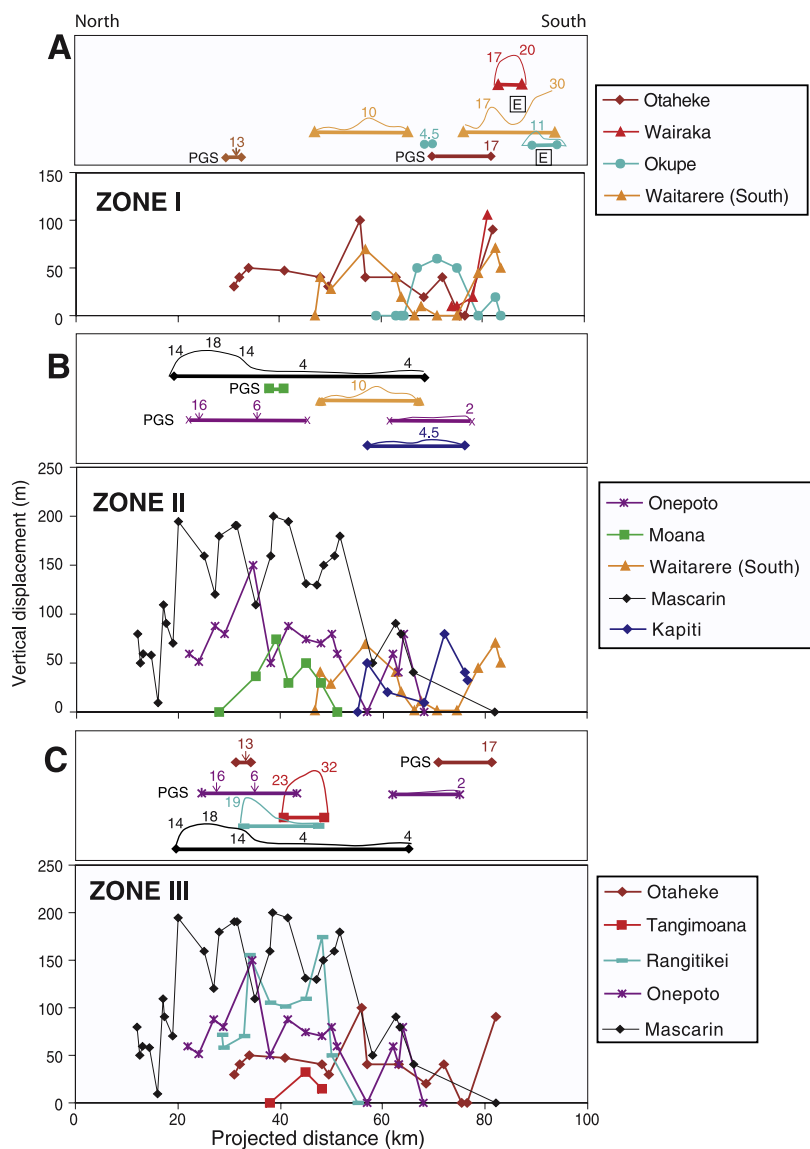 North South
A
17 20
E
10 17 30
13 4.5 11
PGS PGS 17 E
Otaheke
Wairaka
Okupe
Waitarere (South)
150
100
50
0
ZONE I
B
14 18 14 4 4
PGS 10
16 6 2
PGS
4.5
250
200
150
100
50
0
Vertical displacement (m)
ZONE II
Onepoto
Moana
Waitarere (South)
Mascarin
Kapiti
C
13 17
PGS
16 6 23 32 2
PGS
19
14 18 14 4 4
250
200
150
100
50
0
ZONE III
Otaheke
Tangimoana
Rangitikei
Onepoto
Mascarin
0 20 40 60 80 100
Projected distance (km)